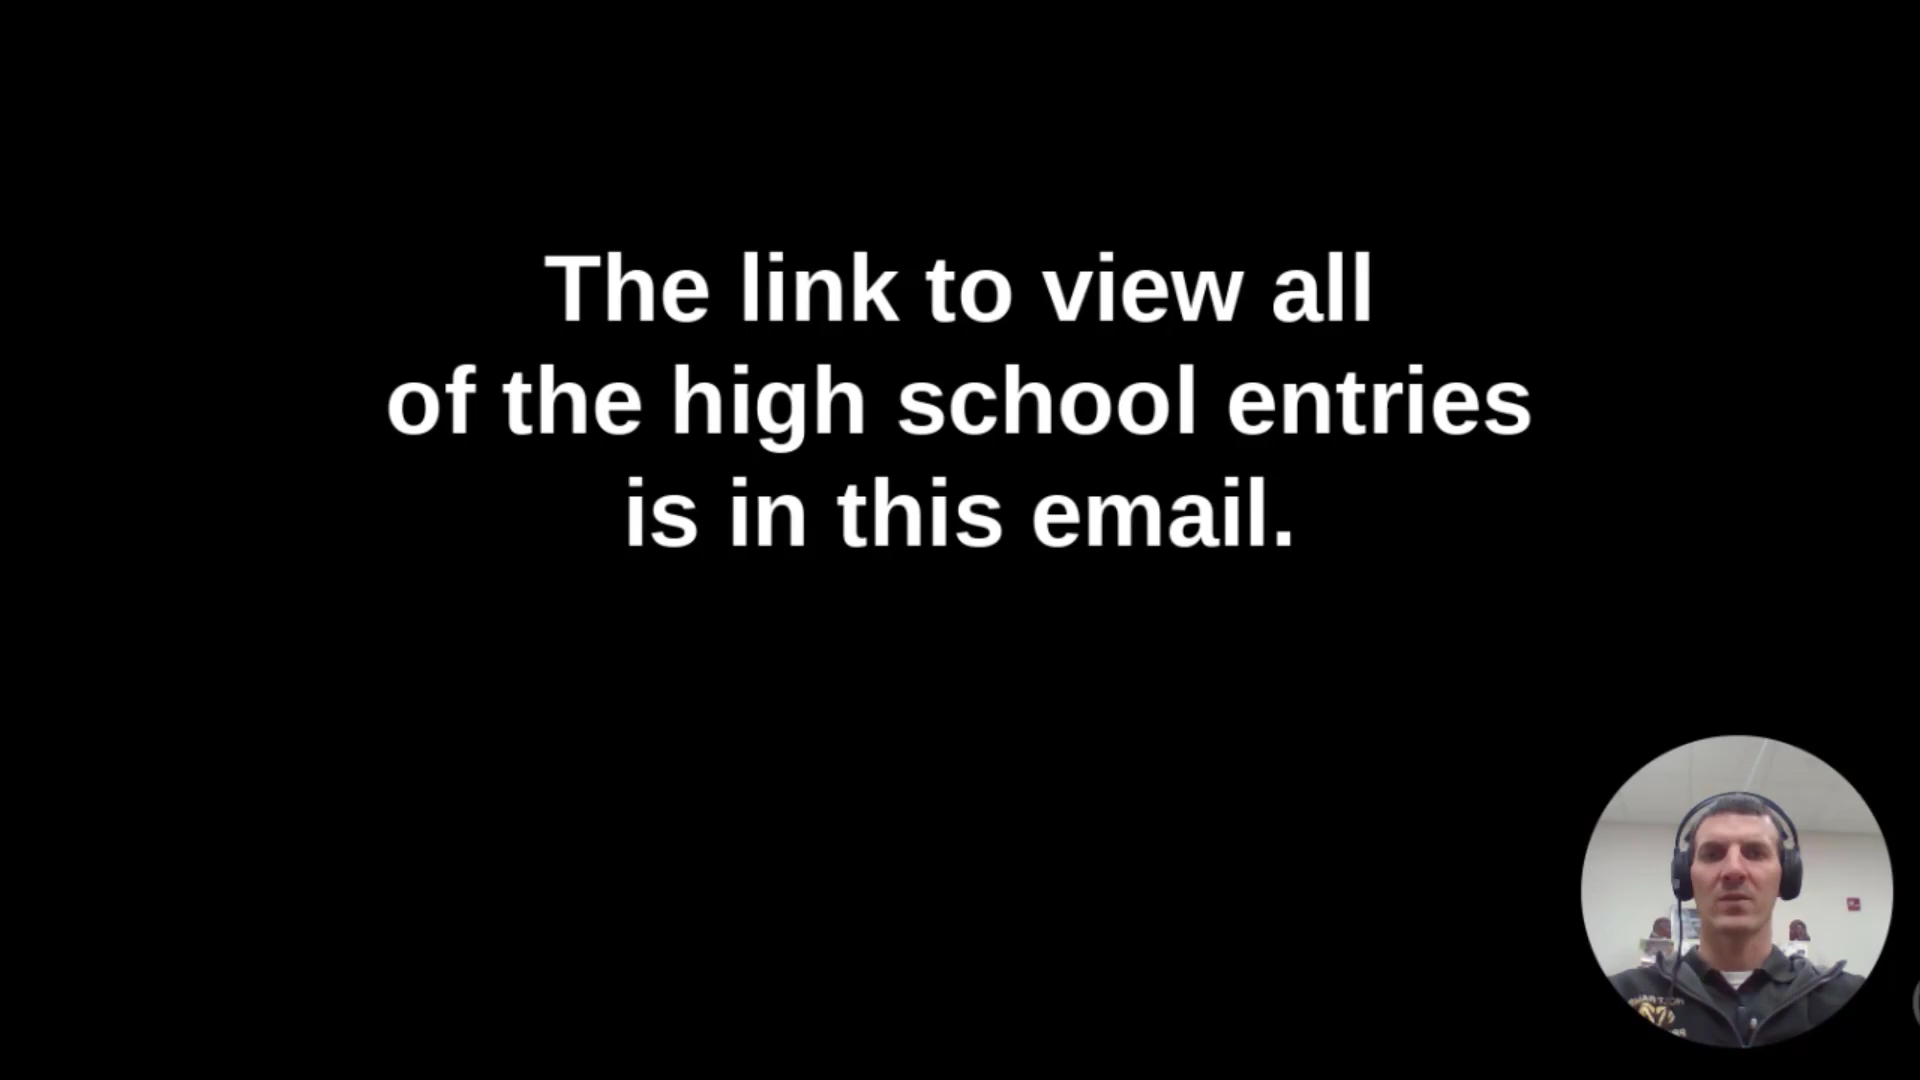 The link to view all
of the high school entries
is in this email.